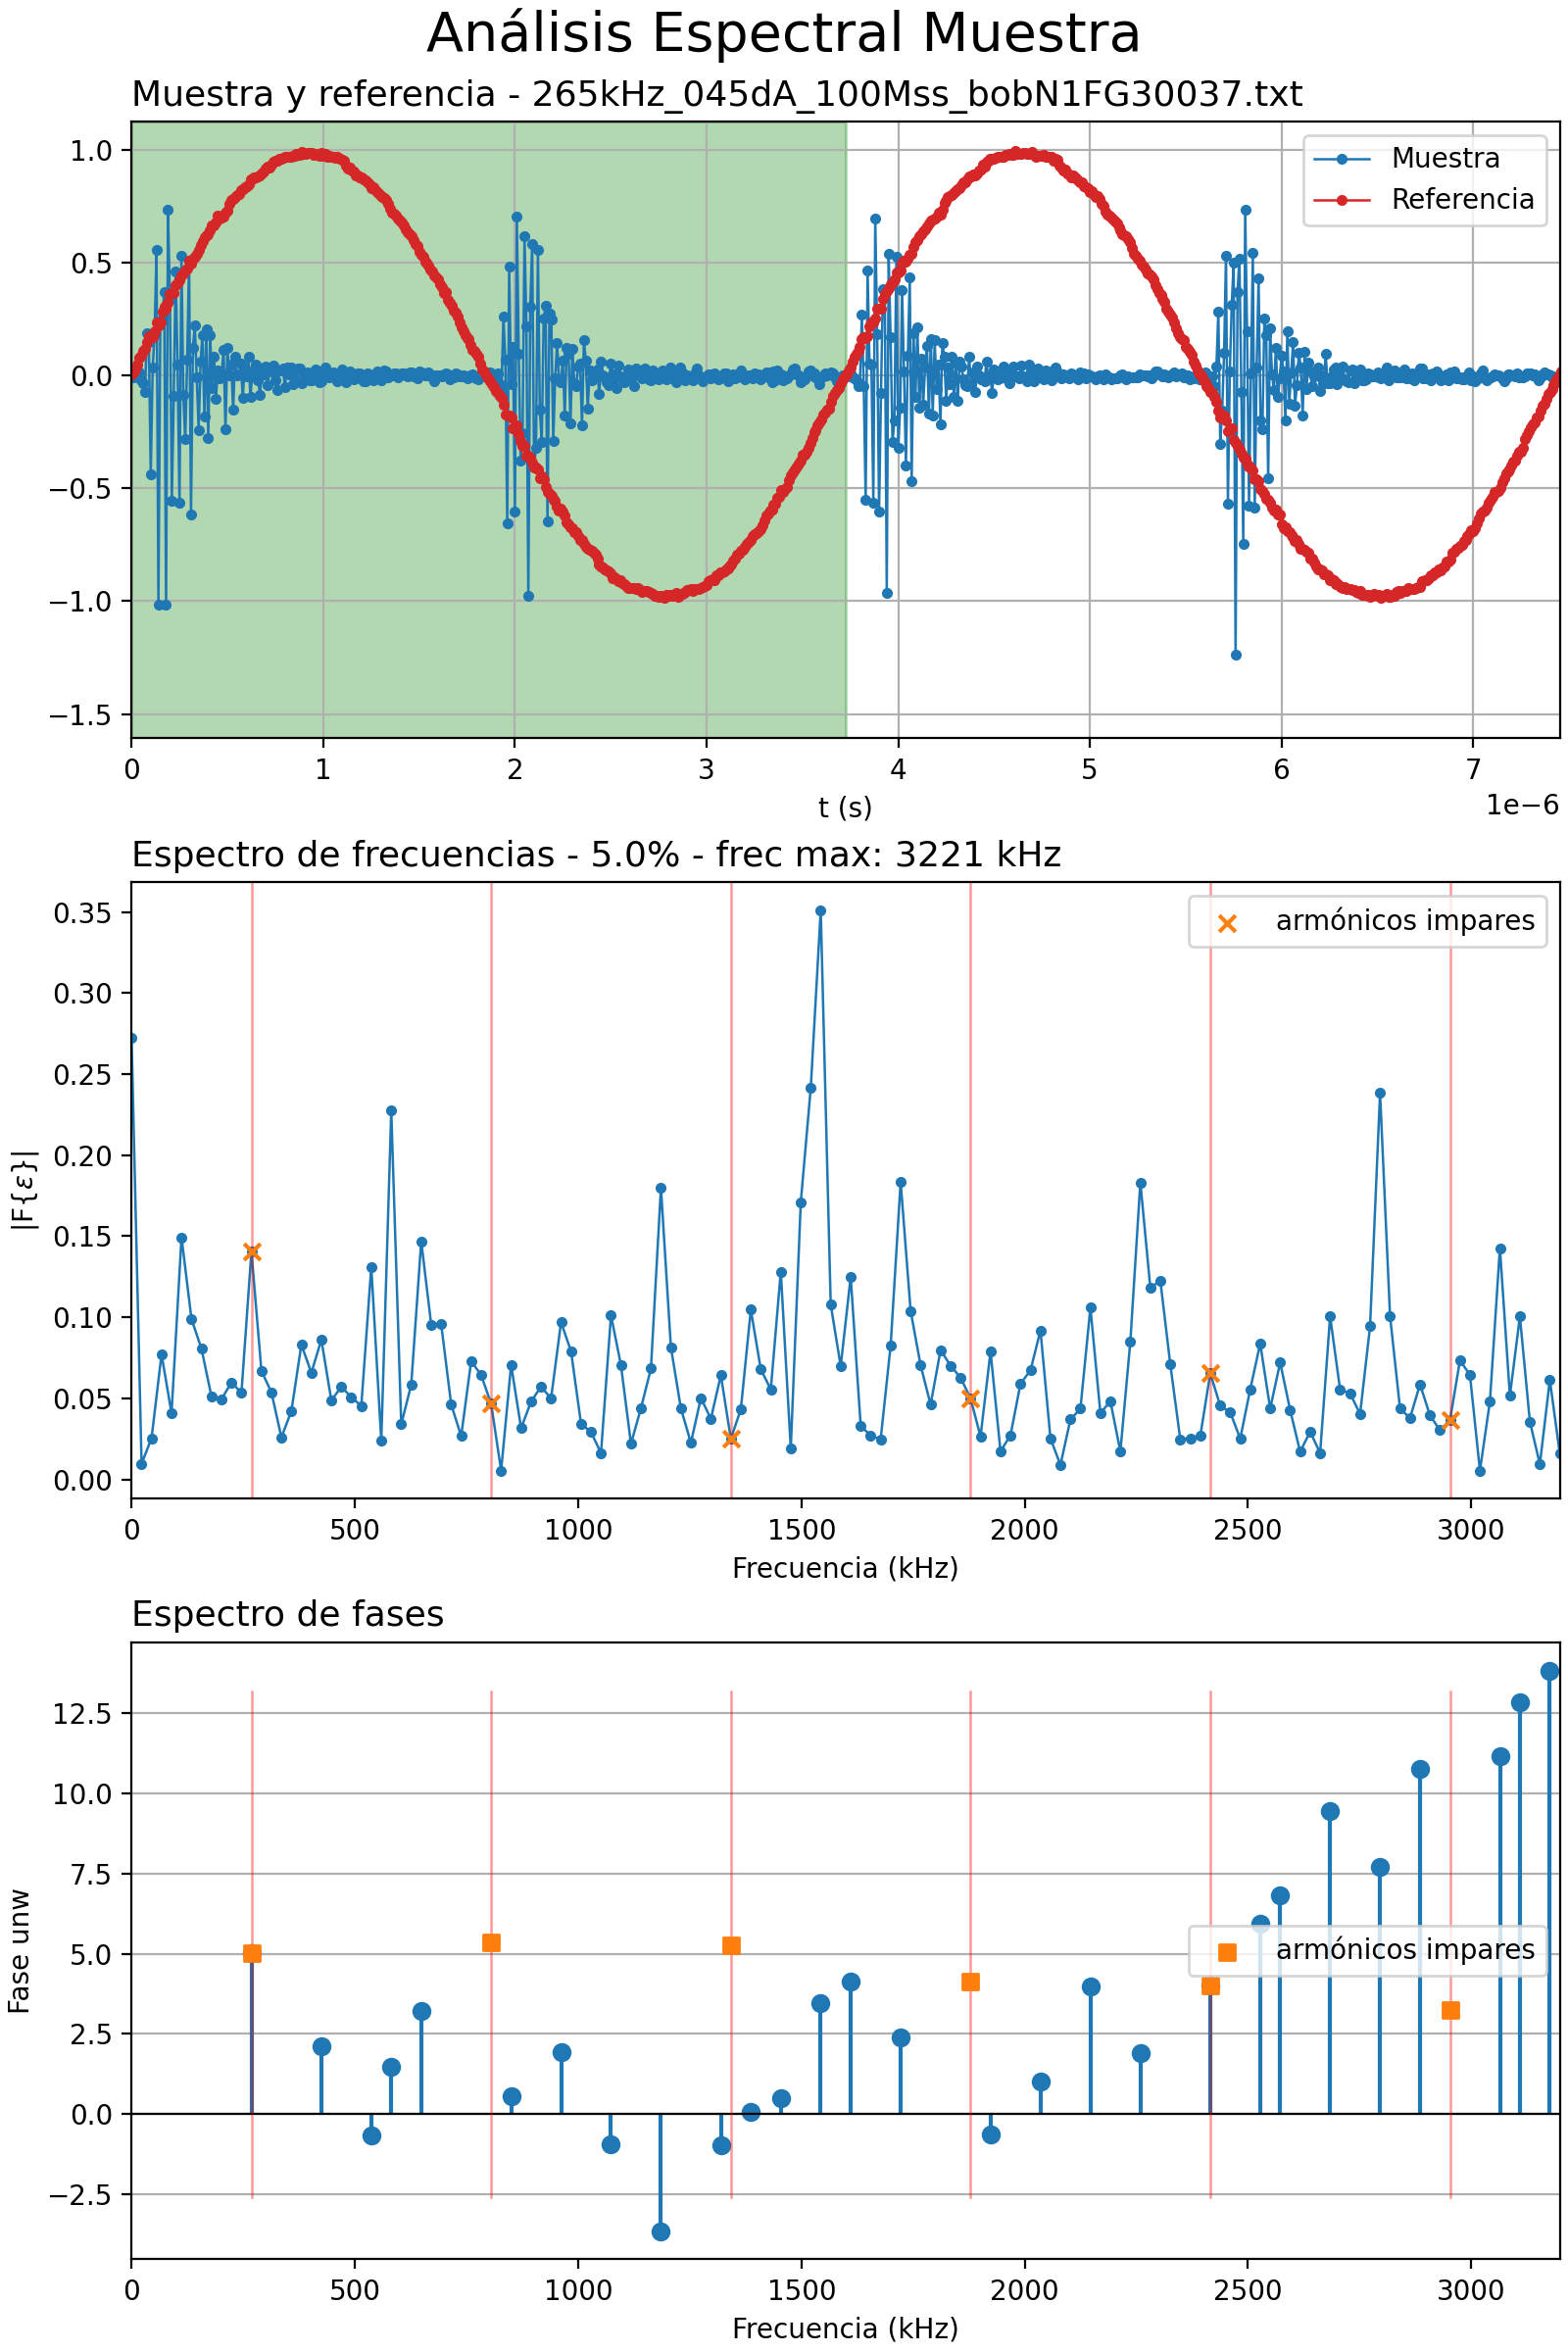 Análisis Espectral Muestra
Muestra y referencia - 265kHz_045dA_100Mss_bobN1FG30037.txt
1.0
0.5
0.0
−0.5
−1.0
−1.5
Muestra
Referencia
0 1 2 3 4 5 6 7
t (s)
1e−6
Espectro de frecuencias - 5.0% - frec max: 3221 kHz
|F{ε}|
0.35
0.30
0.25
0.20
0.15
0.10
0.05
0.00
armónicos impares
0 500 1000 1500 2000 2500 3000
Frecuencia (kHz)
Espectro de fases
Fase unw
12.5
10.0
7.5
5.0
2.5
0.0
−2.5
armónicos impares
0 500 1000 1500 2000 2500 3000
Frecuencia (kHz)